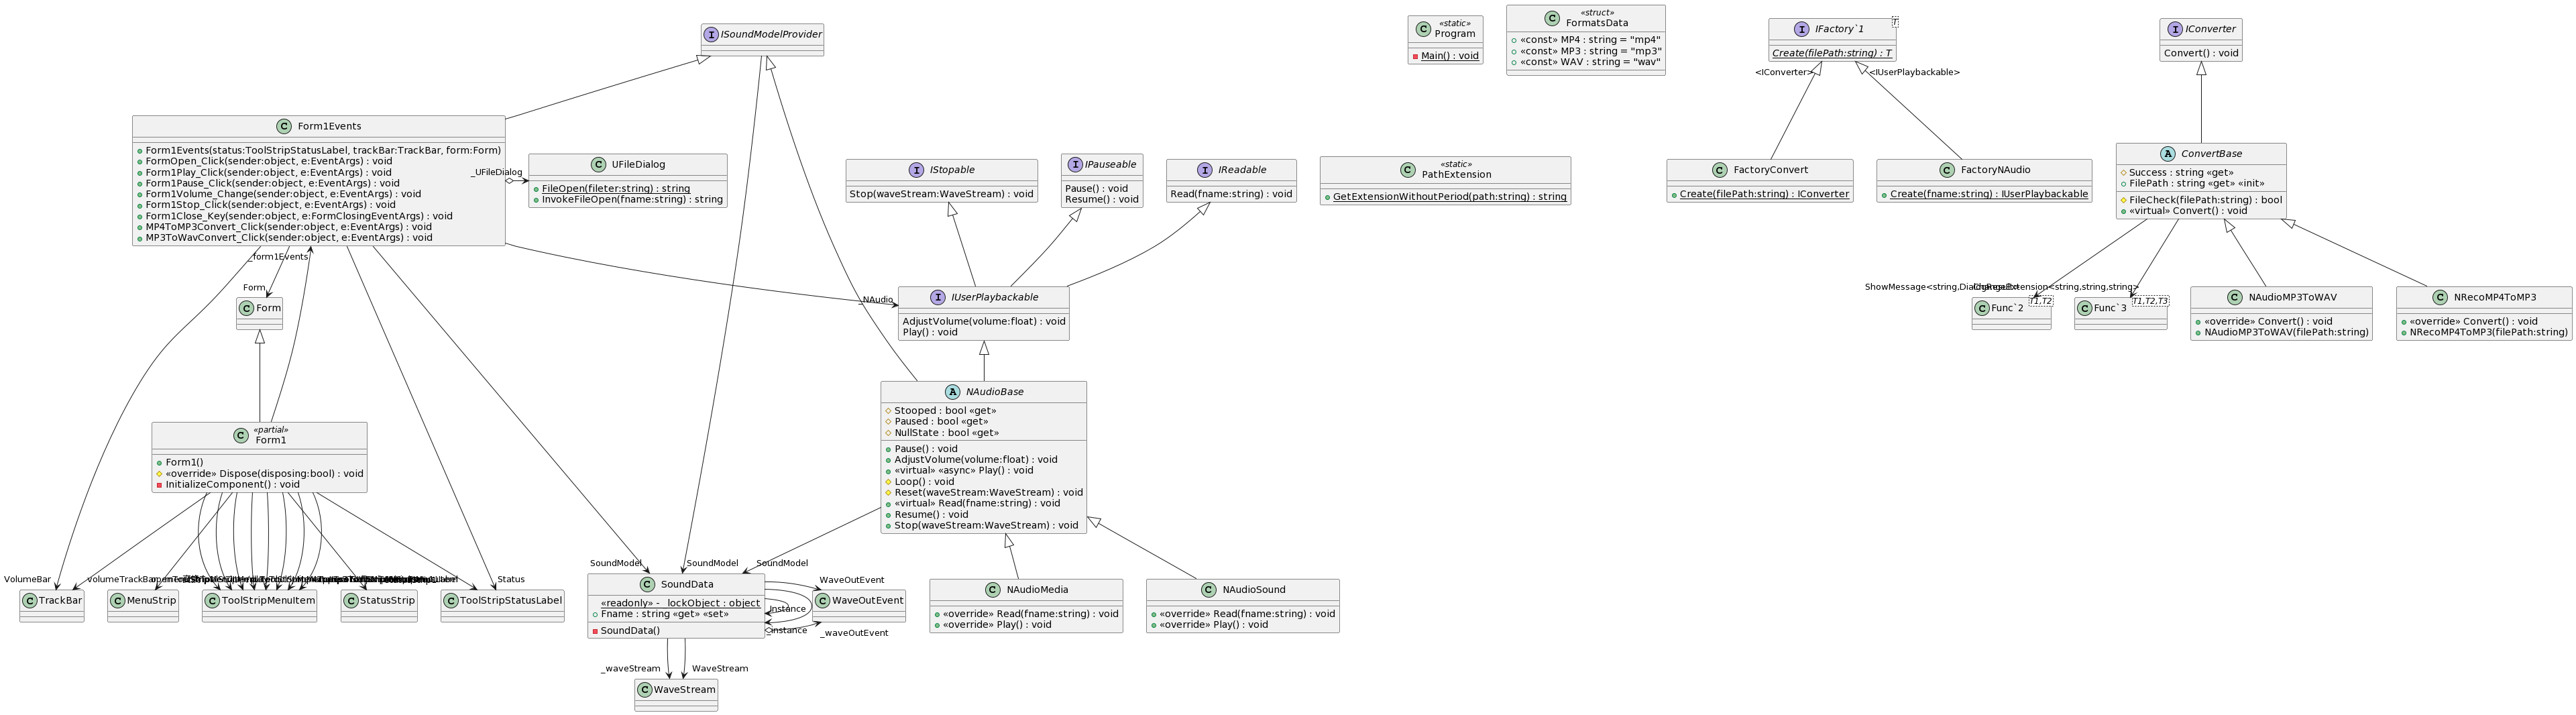 ISoundModelProvider
«static»
Program
Main() : void
«struct»
FormatsData
«const» MP4 : string = "mp4"
«const» MP3 : string = "mp3"
«const» WAV : string = "wav"
IFactory`1
T
Create(filePath:string) : T
IConverter
Convert() : void
<IConverter>
<IUserPlaybackable>
Form1Events
Form1Events(status:ToolStripStatusLabel, trackBar:TrackBar, form:Form)
FormOpen_Click(sender:object, e:EventArgs) : void
Form1Play_Click(sender:object, e:EventArgs) : void
Form1Pause_Click(sender:object, e:EventArgs) : void
Form1Volume_Change(sender:object, e:EventArgs) : void
Form1Stop_Click(sender:object, e:EventArgs) : void
Form1Close_Key(sender:object, e:FormClosingEventArgs) : void
MP4ToMP3Convert_Click(sender:object, e:EventArgs) : void
MP3ToWavConvert_Click(sender:object, e:EventArgs) : void
_UFileDialog
UFileDialog
FileOpen(fileter:string) : string
InvokeFileOpen(fname:string) : string
IStopable
Stop(waveStream:WaveStream) : void
IPauseable
Pause() : void
Resume() : void
IReadable
Read(fname:string) : void
«static»
PathExtension
GetExtensionWithoutPeriod(path:string) : string
FactoryConvert
Create(filePath:string) : IConverter
FactoryNAudio
Create(fname:string) : IUserPlaybackable
ConvertBase
Success : string «get»
FilePath : string «get» «init»
FileCheck(filePath:string) : bool
«virtual» Convert() : void
_form1Events
Form
Form
_NAudio
IUserPlaybackable
AdjustVolume(volume:float) : void
Play() : void
Func`2
T1,T2
Func`3
T1,T2,T3
NAudioMP3ToWAV
«override» Convert() : void
NAudioMP3ToWAV(filePath:string)
NRecoMP4ToMP3
«override» Convert() : void
NRecoMP4ToMP3(filePath:string)
NAudioBase
Stooped : bool «get»
Paused : bool «get»
NullState : bool «get»
Pause() : void
AdjustVolume(volume:float) : void
«virtual» «async» Play() : void
Loop() : void
Reset(waveStream:WaveStream) : void
«virtual» Read(fname:string) : void
Resume() : void
Stop(waveStream:WaveStream) : void
«partial»
Form1
Form1()
«override» Dispose(disposing:bool) : void
InitializeComponent() : void
SoundModel
SoundModel
SoundModel
VolumeBar
volumeTrackBar
Status
TrackBar
MenuStrip
ToolStripMenuItem
StatusStrip
ToolStripStatusLabel
SoundData
«readonly» - _lockObject : object
Fname : string «get» «set»
SoundData()
_instance
Instance
WaveOutEvent
WaveOutEvent
_waveOutEvent
NAudioMedia
«override» Read(fname:string) : void
«override» Play() : void
NAudioSound
«override» Read(fname:string) : void
«override» Play() : void
_waveStream
WaveStream
WaveStream